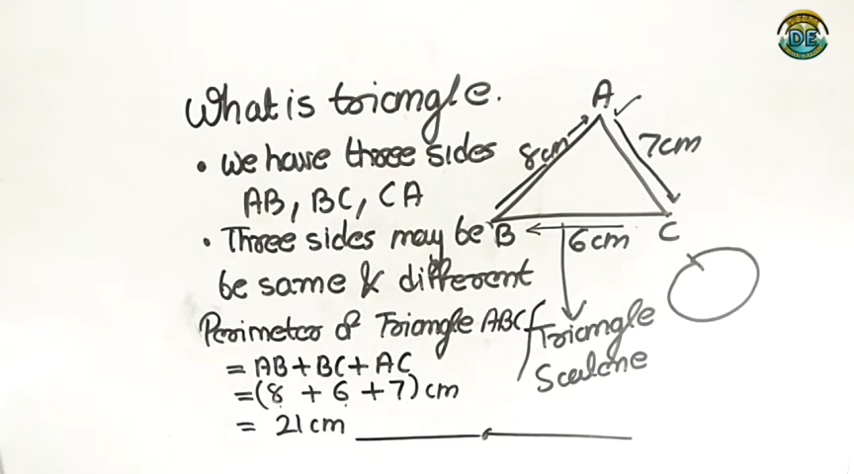 DE
What is triangle.
A
• We have three sides
8cm
7cm
AB, BC, CA
• Three sides may be
B
6cm
C
be same & different
Perimeter of Triangle ABC
Triangle
Scalene
= AB + BC + AC
= (8 + 6 + 7) cm
= 21 cm